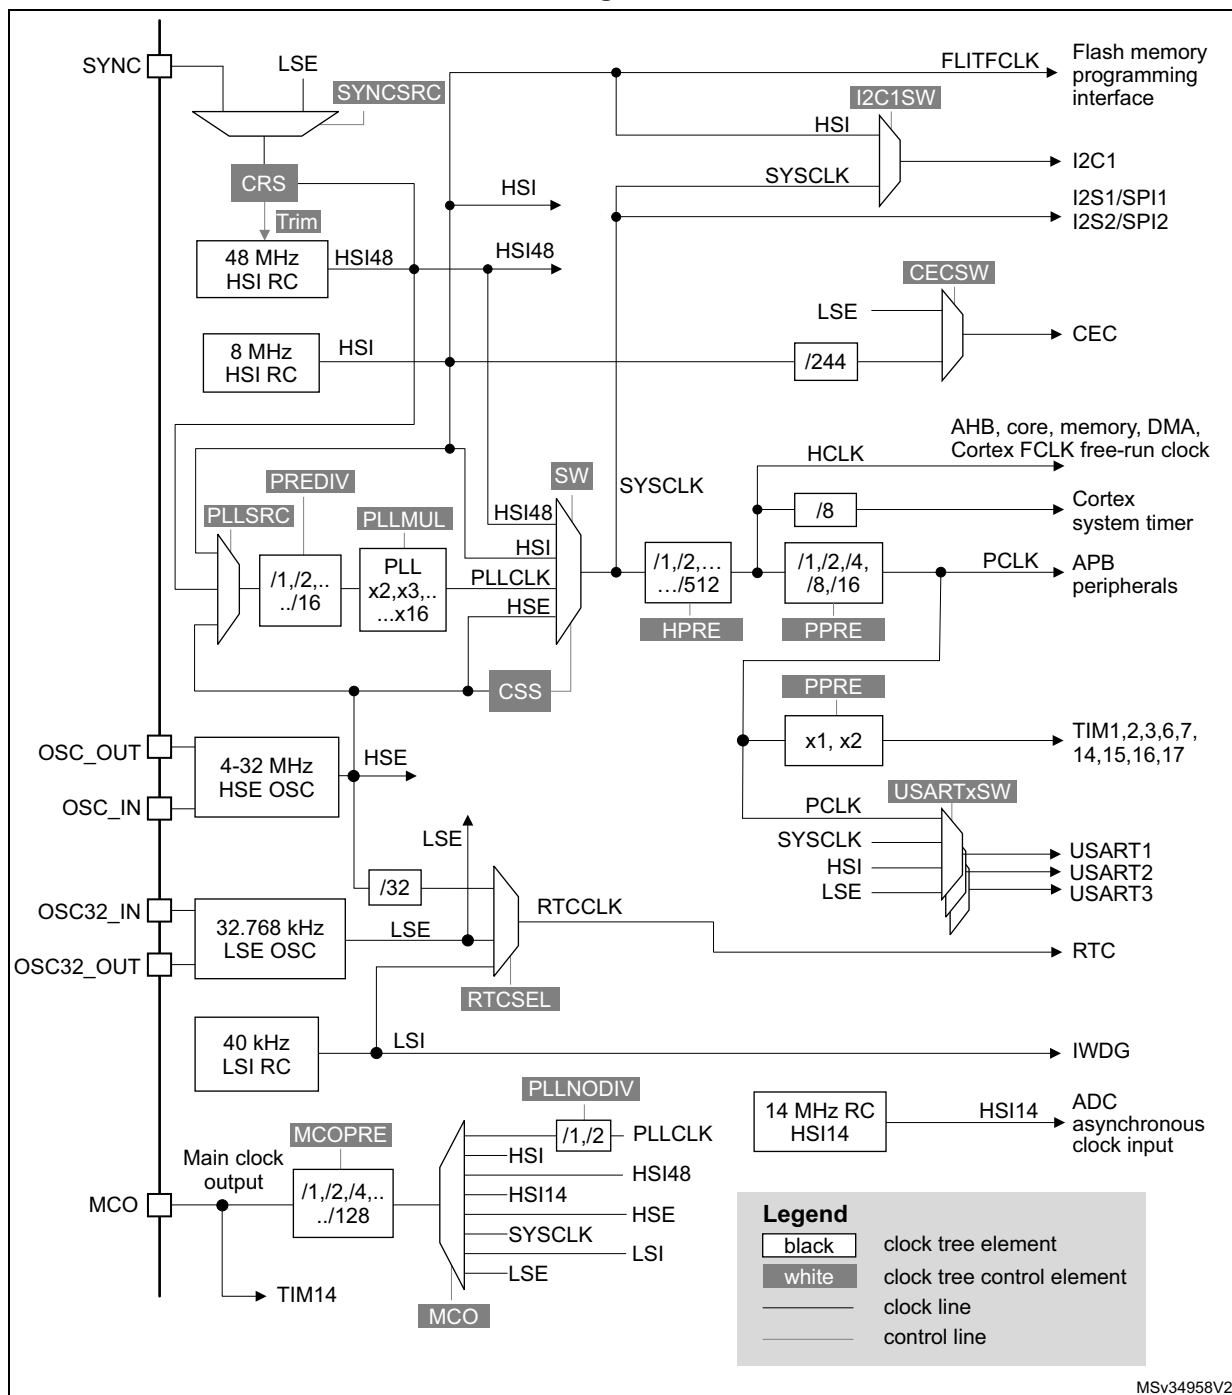 SYNC
LSE
SYNCSRC
CRS
Trim
48 MHz
HSI RC
HSI48
HSI
HSI48
8 MHz
HSI RC
HSI
FLITFCLK
Flash memory
programming
interface
I2C1SW
HSI
SYSCLK
I2C1
I2S1/SPI1
I2S2/SPI2
CECSW
LSE
/244
CEC
AHB, core, memory, DMA,
Cortex FCLK free-run clock
HCLK
/8
Cortex
system timer
PLLSRC
PREDIV
/1,/2,..
../16
PLLMUL
PLL
x2,x3,..
...x16
SW
HSI48
HSI
PLLCLK
HSE
CSS
SYSCLK
/1,/2,…
…/512
HPRE
/1,/2,/4,
/8,/16
PPRE
PCLK
APB
peripherals
PPRE
x1, x2
TIM1,2,3,6,7,
14,15,16,17
OSC_OUT
OSC_IN
4-32 MHz
HSE OSC
HSE
USARTxSW
PCLK
SYSCLK
HSI
LSE
USART1
USART2
USART3
LSE
/32
OSC32_IN
OSC32_OUT
32.768 kHz
LSE OSC
LSE
RTCCLK
RTC
RTCSEL
40 kHz
LSI RC
LSI
IWDG
14 MHz RC
HSI14
HSI14
ADC
asynchronous
clock input
PLLNODIV
/1,/2
PLLCLK
HSI
HSI48
HSI14
HSE
SYSCLK
LSI
LSE
MCO
MCOPRE
/1,/2,/4,..
../128
Main clock
output
MCO
TIM14
Legend
black
clock tree element
white
clock tree control element
clock line
control line
MSv34958V2